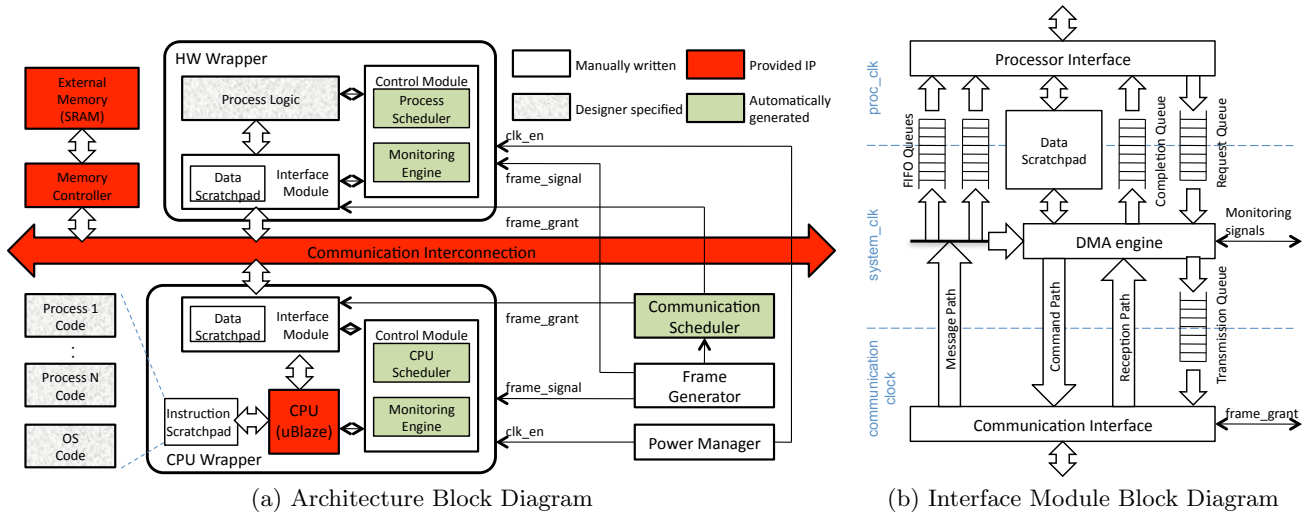 HW Wrapper
External
Memory
(SRAM)
Memory
Controller
Process Logic
Control Module
Process
Scheduler
Monitoring
Engine
Data
Scratchpad
Interface
Module
Manually
written
Provided IP
Designer
specified
Automatically
generated
clk_en
frame_signal
frame_grant
Communication Interconnection
Process 1
Code
:
Process N
Code
OS
Code
Data
Scratchpad
Interface
Module
Control Module
CPU
Scheduler
Monitoring
Engine
Instruction
Scratchpad
CPU
(uBlaze)
CPU Wrapper
frame_grant
frame_signal
clk_en
Communication
Scheduler
Frame
Generator
Power Manager
(a) Architecture Block Diagram
proc_clk
system_clk
communication
clock
Processor Interface
FIFO Queues
Data
Scratchpad
Completion Queue
Request Queue
DMA engine
Monitoring
signals
Message Path
Command Path
Reception Path
Transmission Queue
Communication Interface
frame_grant
(b) Interface Module Block Diagram